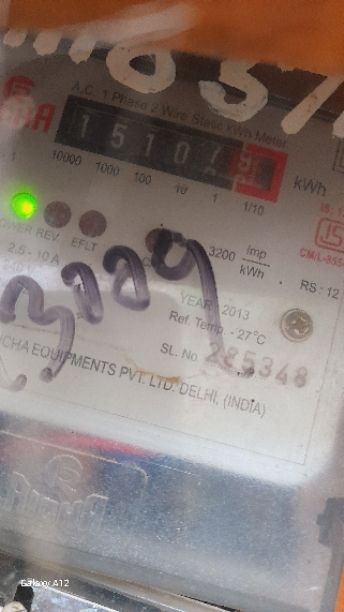 A.C. 1 Phase 2 Wire Static kWh Meter
1510
kWh
10000 1000 100 10 1 1/10
REV EFLT
2.5 - 10 A
3200 imp/kWh
RS: 12
YEAR 2013
Ref. Temp. - 27°C
SL. No. 285348
EQUIPMENTS PVT. LTD. DELHI, (INDIA)
Galaxy A12